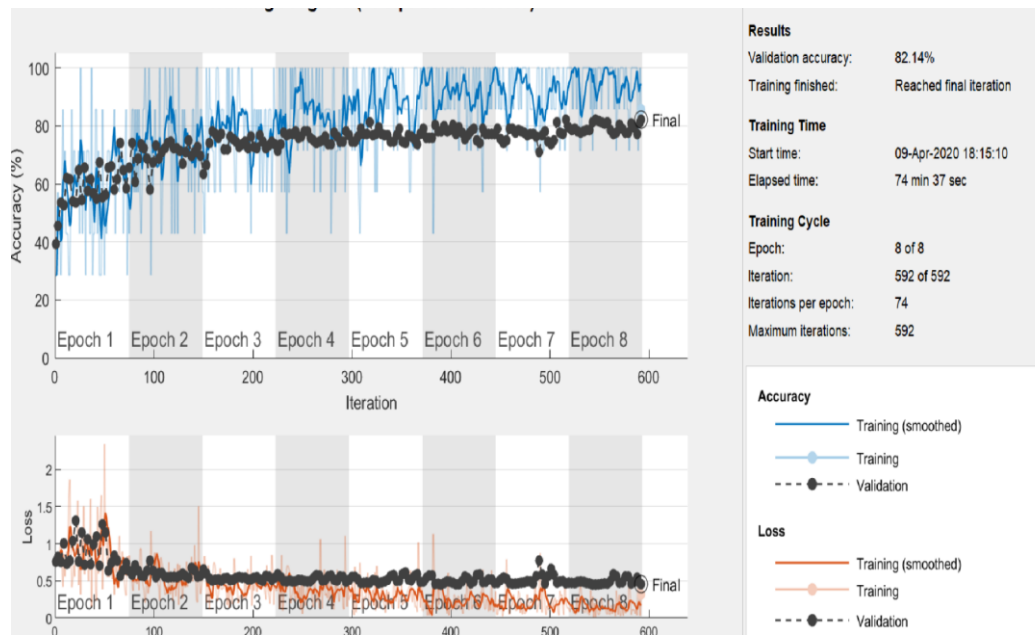 Results
Validation accuracy: 82.14%
Training finished: Reached final iteration
Training Time
Start time: 09-Apr-2020 18:15:10
Elapsed time: 74 min 37 sec
Training Cycle
Epoch: 8 of 8
Iteration: 592 of 592
Iterations per epoch: 74
Maximum iterations: 592
Accuracy
Training (smoothed)
Training
Validation
Loss
Training (smoothed)
Training
Validation
Accuracy (%)
100
80
60
40
20
0
Final
Epoch 1 Epoch 2 Epoch 3 Epoch 4 Epoch 5 Epoch 6 Epoch 7 Epoch 8
0 100 200 300 400 500 600
Iteration
Loss
2
1.5
1
0.5
0
Final
Epoch 1 Epoch 2 Epoch 3 Epoch 4 Epoch 5 Epoch 6 Epoch 7 Epoch 8
0 100 200 300 400 500 600